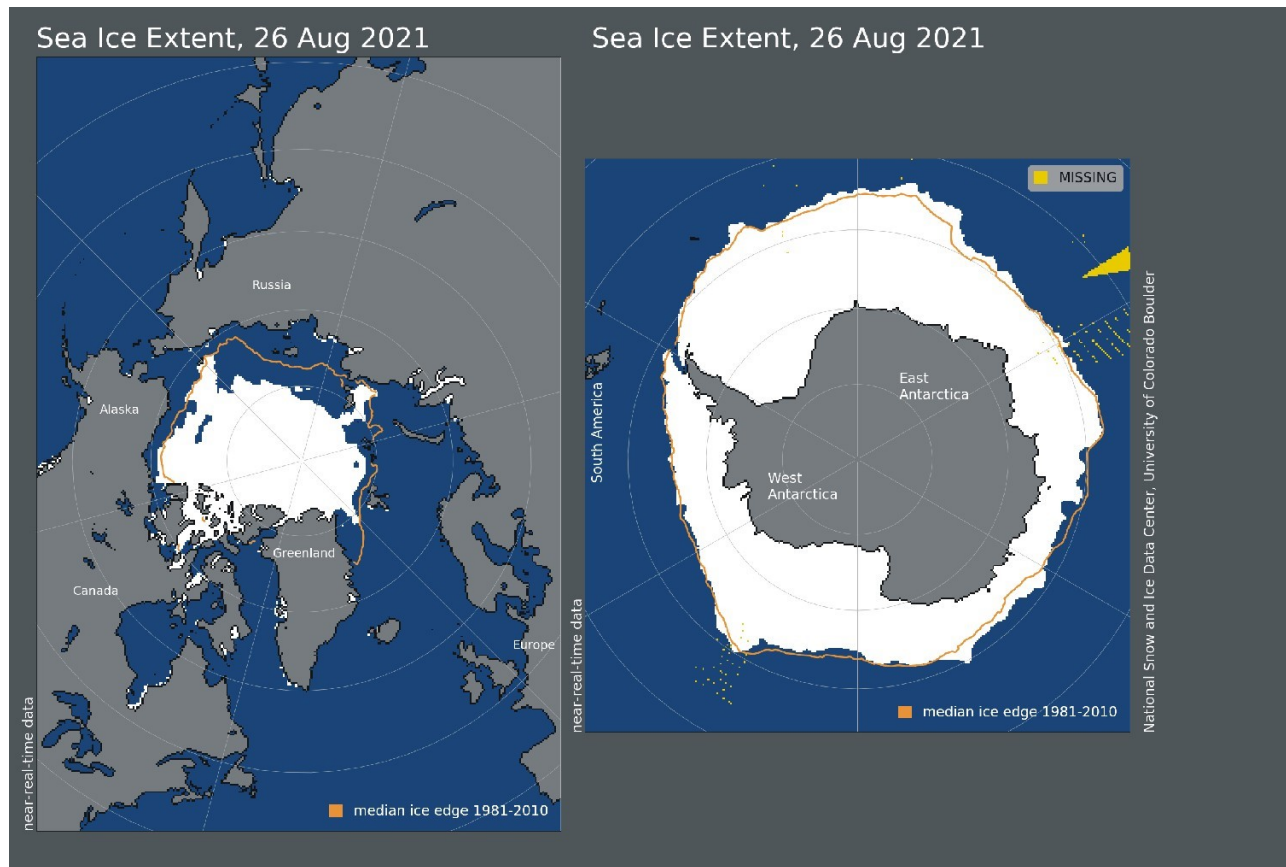 Sea Ice Extent, 26 Aug 2021
Russia
Alaska
Greenland
Canada
Europe
near-real-time data
median ice edge 1981-2010
Sea Ice Extent, 26 Aug 2021
MISSING
East
Antarctica
South America
West
Antarctica
near-real-time data
median ice edge 1981-2010
National Snow and Ice Data Center, University of Colorado Boulder